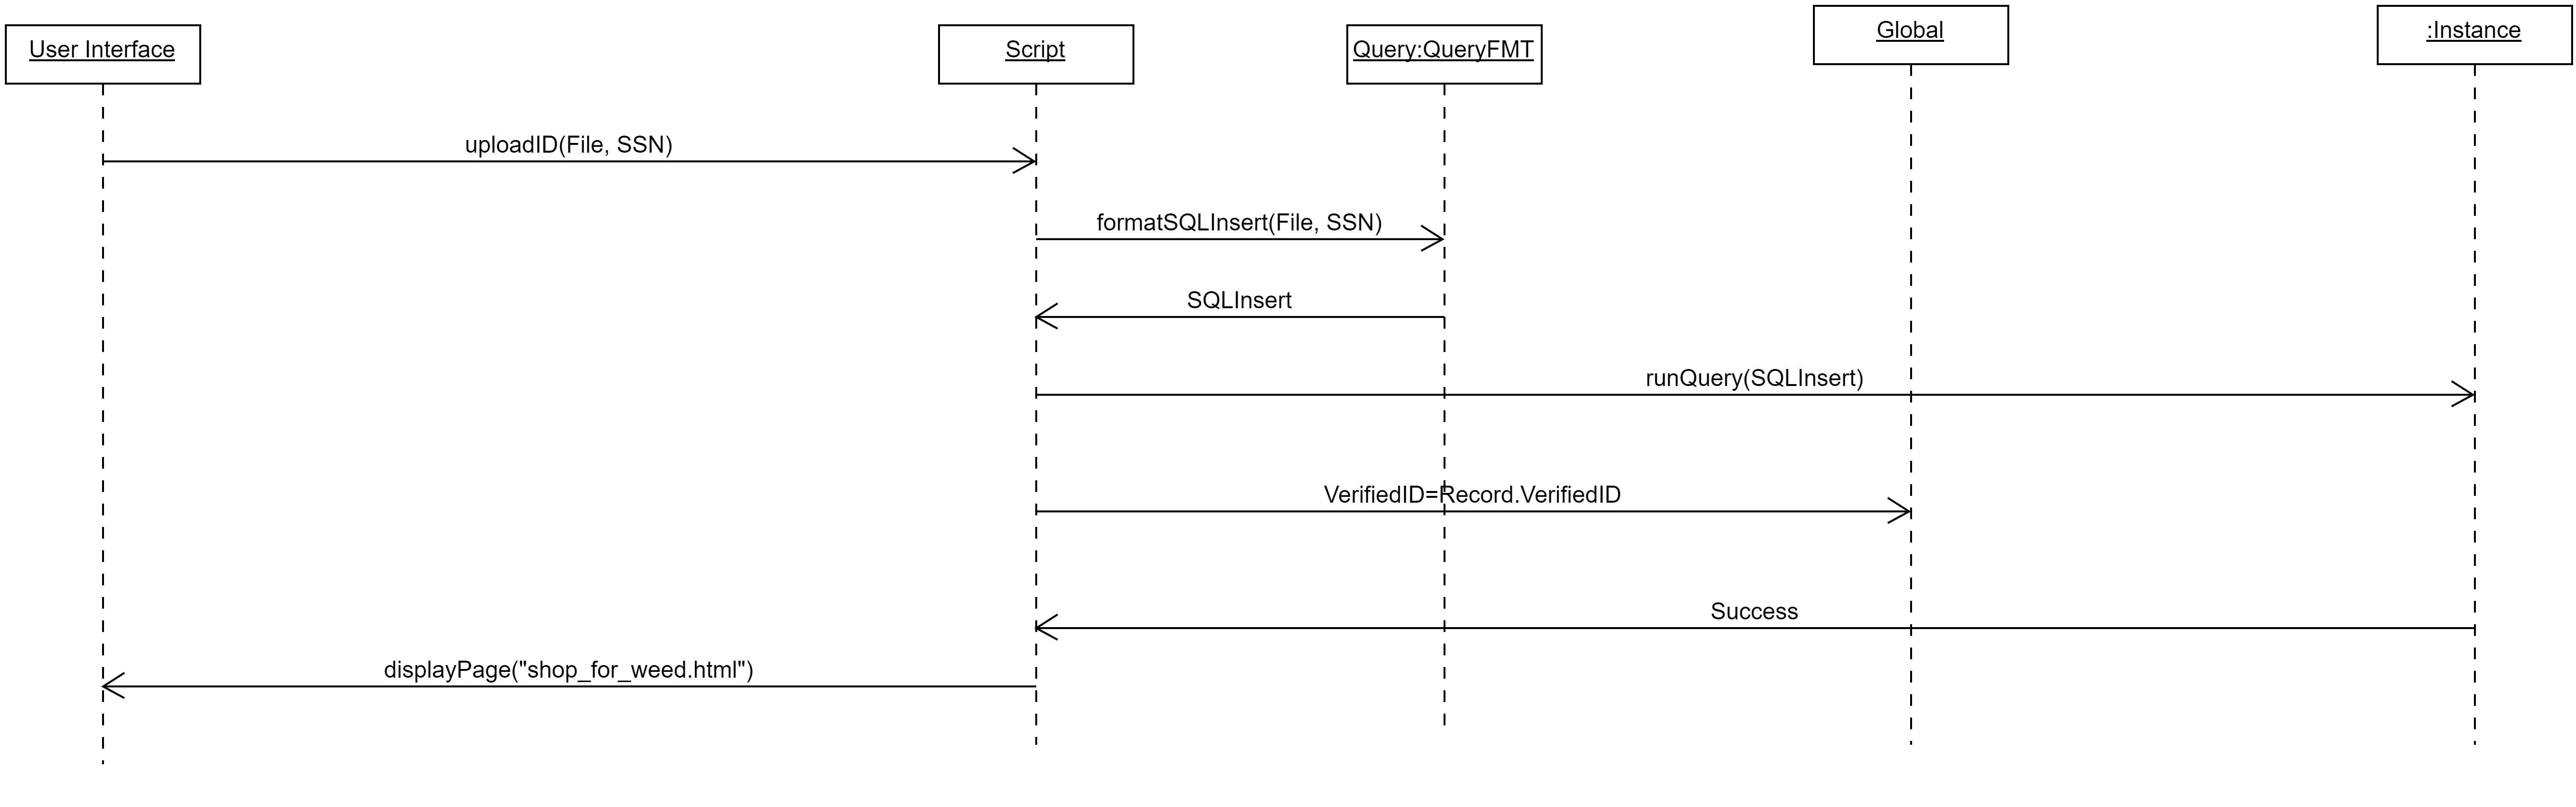 User Interface
Script
Query:QueryFMT
Global
:Instance
uploadID(File, SSN)
formatSQLInsert(File, SSN)
SQLInsert
runQuery(SQLInsert)
VerifiedID=Record.VerifiedID
Success
displayPage("shop_for_weed.html")